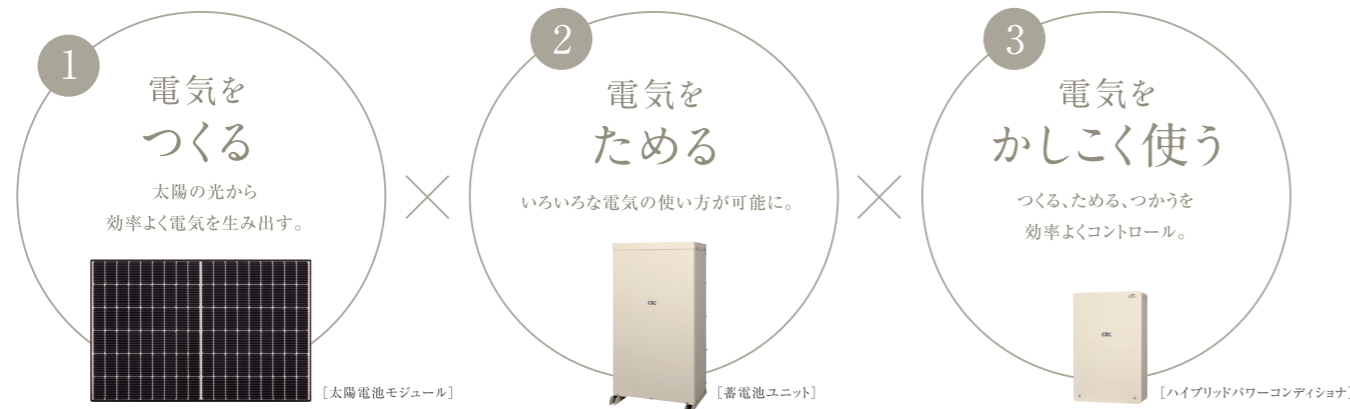 1
電気を
つくる
太陽の光から
効率よく電気を生み出す。
[太陽電池モジュール]
2
電気を
ためる
いろいろな電気の使い方が可能に。
[蓄電池ユニット]
3
電気を
かしこく使う
つくる、ためる、つかうを
効率よくコントロール。
[ハイブリッドパワーコンディショナ]